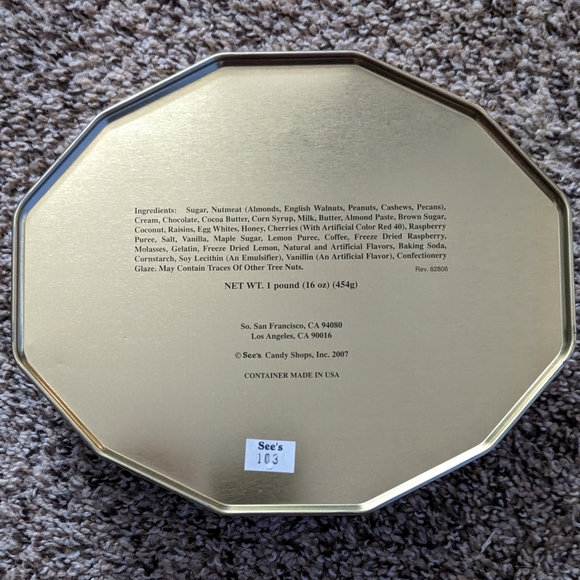 Ingredients: Sugar, Nutmeat (Almonds, English Walnuts, Peanuts, Cashews, Pecans),
Cream, Chocolate, Cocoa Butter, Corn Syrup, Milk, Butter, Almond Paste, Brown Sugar,
Coconut, Raisins, Egg Whites, Honey, Cherries (With Artificial Color Red 40), Raspberry
Puree, Salt, Vanilla, Maple Sugar, Lemon Puree, Coffee, Freeze Dried Raspberry,
Molasses, Gelatin, Freeze Dried Lemon, Natural and Artificial Flavors, Baking Soda,
Cornstarch, Soy Lecithin (An Emulsifier), Vanillin (An Artificial Flavor), Confectionery
Glaze. May Contain Traces Of Other Tree Nuts. Rev. 82806
NET WT. 1 pound (16 oz) (454g)
So. San Francisco, CA 94080
Los Angeles, CA 90016
© See's Candy Shops, Inc. 2007
CONTAINER MADE IN USA
See's
103